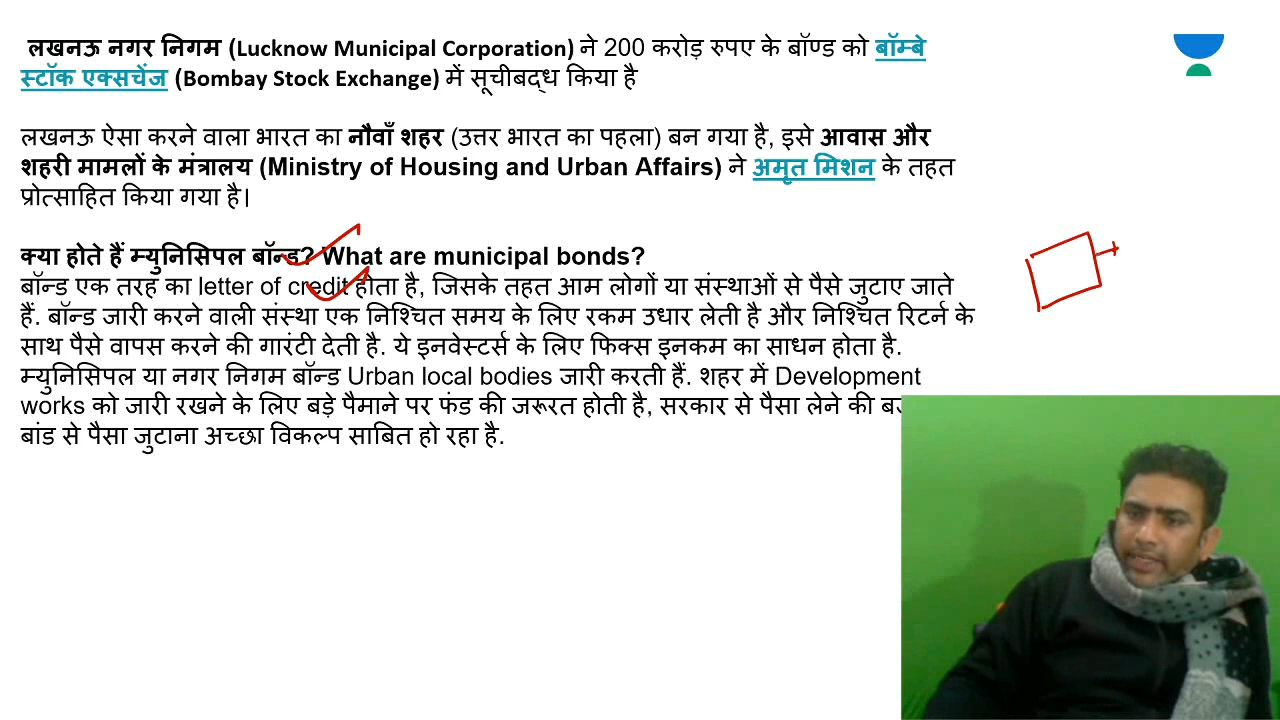 लखनऊ नगर निगम (Lucknow Municipal Corporation) ने 200 करोड़ रुपए के बॉण्ड को बॉम्बे
स्टॉक एक्सचेंज (Bombay Stock Exchange) में सूचीबद्ध किया है
लखनऊ ऐसा करने वाला भारत का नौवाँ शहर (उत्तर भारत का पहला) बन गया है, इसे आवास और
शहरी मामलों के मंत्रालय (Ministry of Housing and Urban Affairs) ने अमृत मिशन के तहत
प्रोत्साहित किया गया है।
क्या होते हैं म्युनिसिपल बॉन्ड? What are municipal bonds?
बॉन्ड एक तरह का letter of credit होता है, जिसके तहत आम लोगों या संस्थाओं से पैसे जुटाए जाते
हैं. बॉन्ड जारी करने वाली संस्था एक निश्चित समय के लिए रकम उधार लेती है और निश्चित रिटर्न के
साथ पैसे वापस करने की गारंटी देती है. ये इनवेस्टर्स के लिए फिक्स इनकम का साधन होता है.
म्युनिसिपल या नगर निगम बॉन्ड Urban local bodies जारी करती हैं. शहर में Development
works को जारी रखने के लिए बड़े पैमाने पर फंड की जरूरत होती है, सरकार से पैसा लेने की
बांड से पैसा जुटाना अच्छा विकल्प साबित हो रहा है.